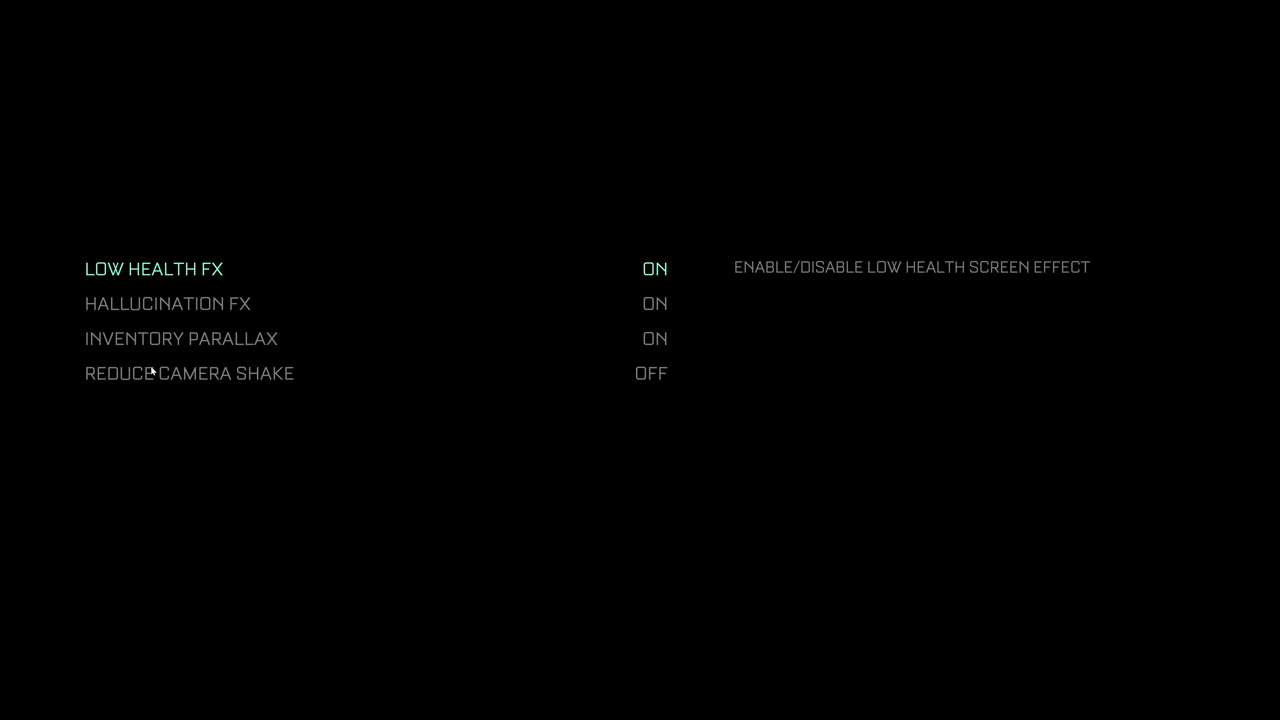 LOW HEALTH FX ON ENABLE/DISABLE LOW HEALTH SCREEN EFFECT
HALLUCINATION FX ON
INVENTORY PARALLAX ON
REDUCE CAMERA SHAKE OFF